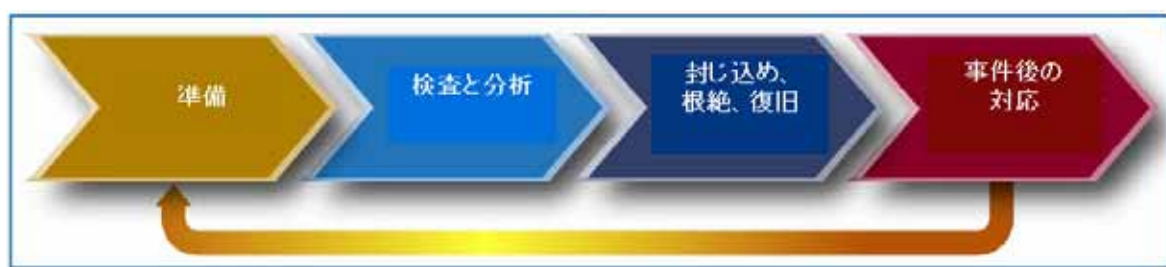 準備
検査と分析
封じ込め、
根絶、復旧
事件後の
対応